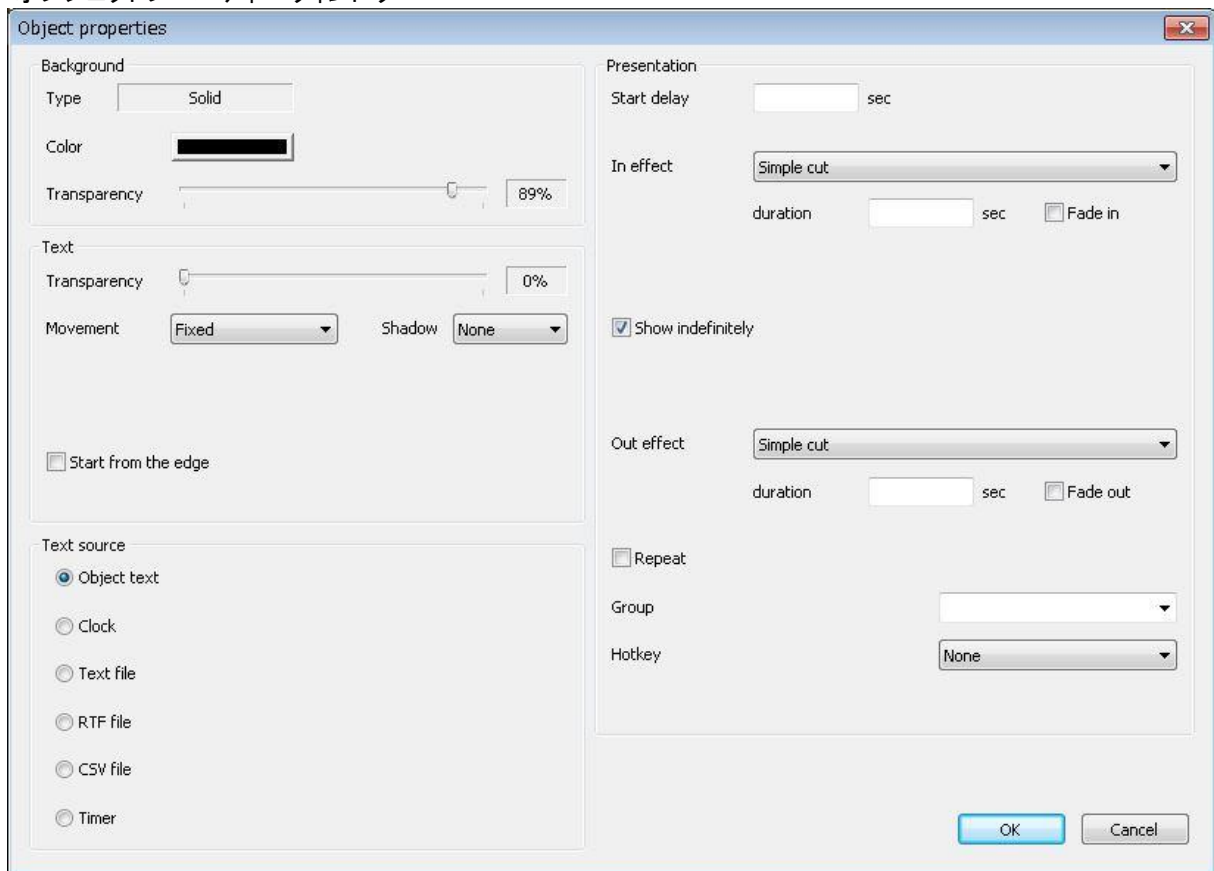 Object properties
Background
Type Solid
Color
Transparency 89%
Text
Transparency 0%
Movement Fixed Shadow None
Start from the edge
Text source
Object text
Clock
Text file
RTF file
CSV file
Timer
Presentation
Start delay sec
In effect Simple cut
duration sec Fade in
Show indefinitely
Out effect Simple cut
duration sec Fade out
Repeat
Group
Hotkey None
OK Cancel